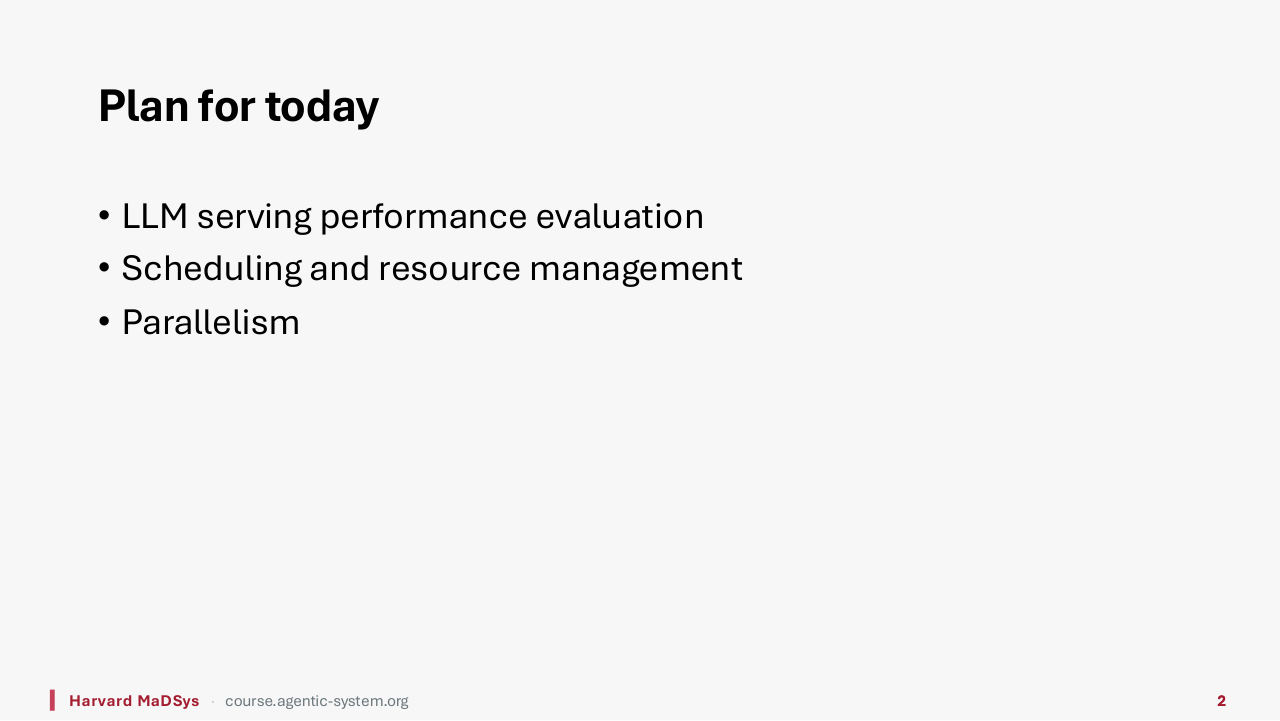 Plan for today
• LLM serving performance evaluation
• Scheduling and resource management
• Parallelism
Harvard MaDSys · course.agentic-system.org
2